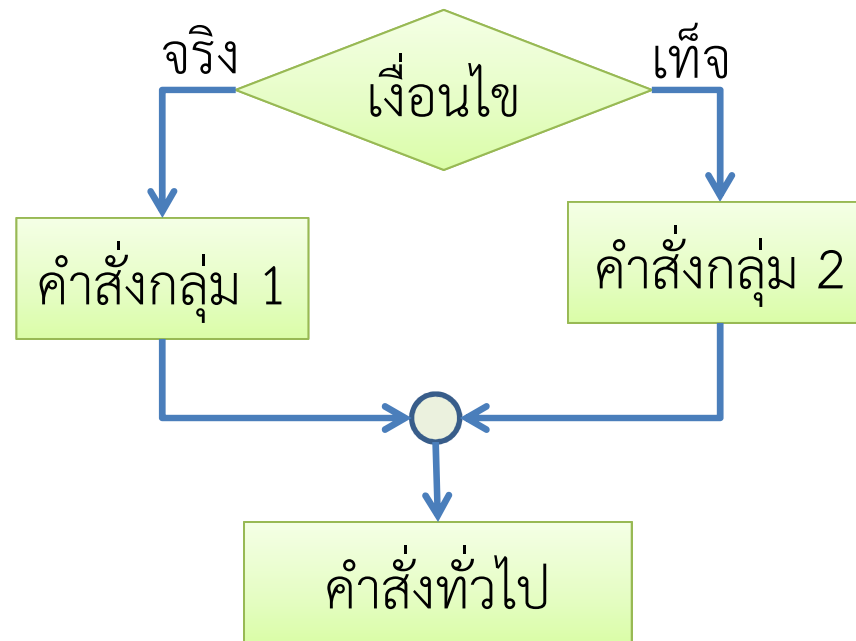 จริง
เงื่อนไข
เท็จ
คำสั่งกลุ่ม 1
คำสั่งกลุ่ม 2
คำสั่งทั่วไป